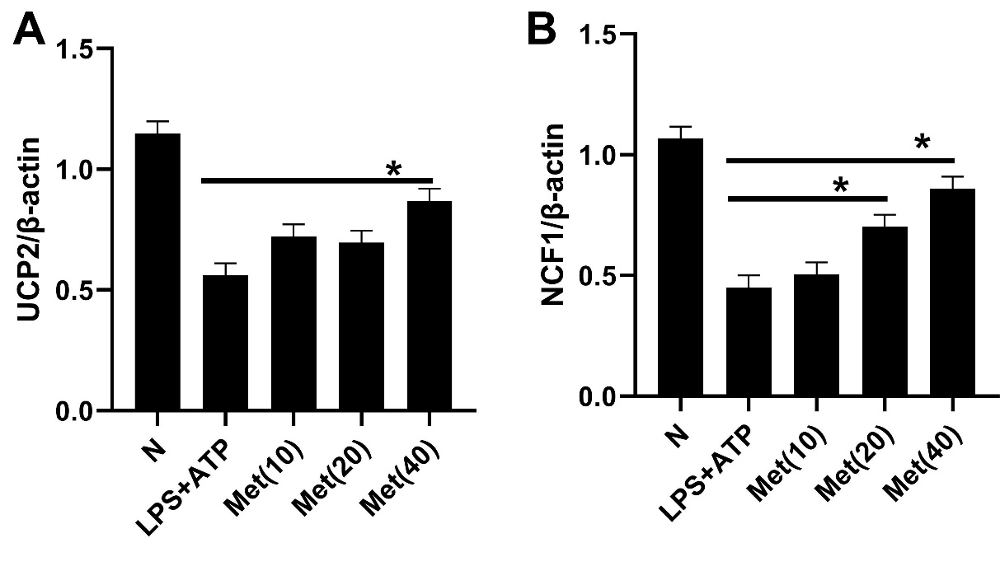 A
UCP2/β-actin
1.5
1.0
0.5
0.0
*
N
LPS+ATP
Met(10)
Met(20)
Met(40)
B
NCF1/β-actin
1.5
1.0
0.5
0.0
*
*
N
LPS+ATP
Met(10)
Met(20)
Met(40)